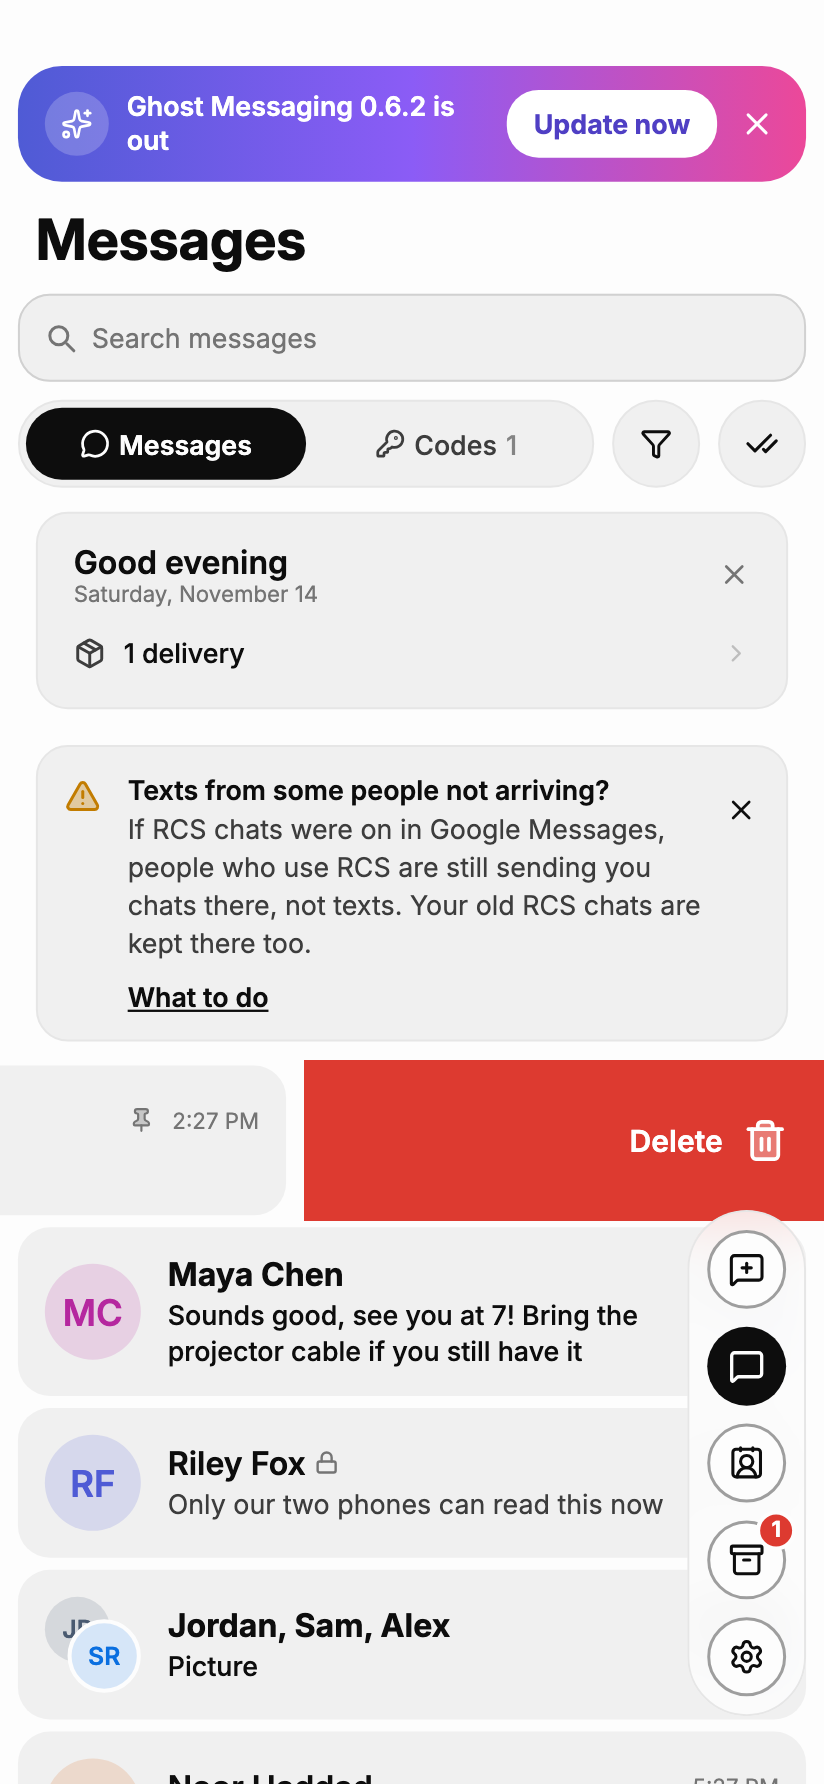 Ghost Messaging 0.6.2 is
out
Update now
Messages
Search messages
Messages
Codes 1
Good evening
Saturday, November 14
1 delivery
Texts from some people not arriving?
If RCS chats were on in Google Messages,
people who use RCS are still sending you
chats there, not texts. Your old RCS chats are
kept there too.
What to do
2:27 PM
Delete
MC
Maya Chen
Sounds good, see you at 7! Bring the
projector cable if you still have it
RF
Riley Fox
Only our two phones can read this now
1
SR
Jordan, Sam, Alex
Picture
Noor Haddad
5:27 PM